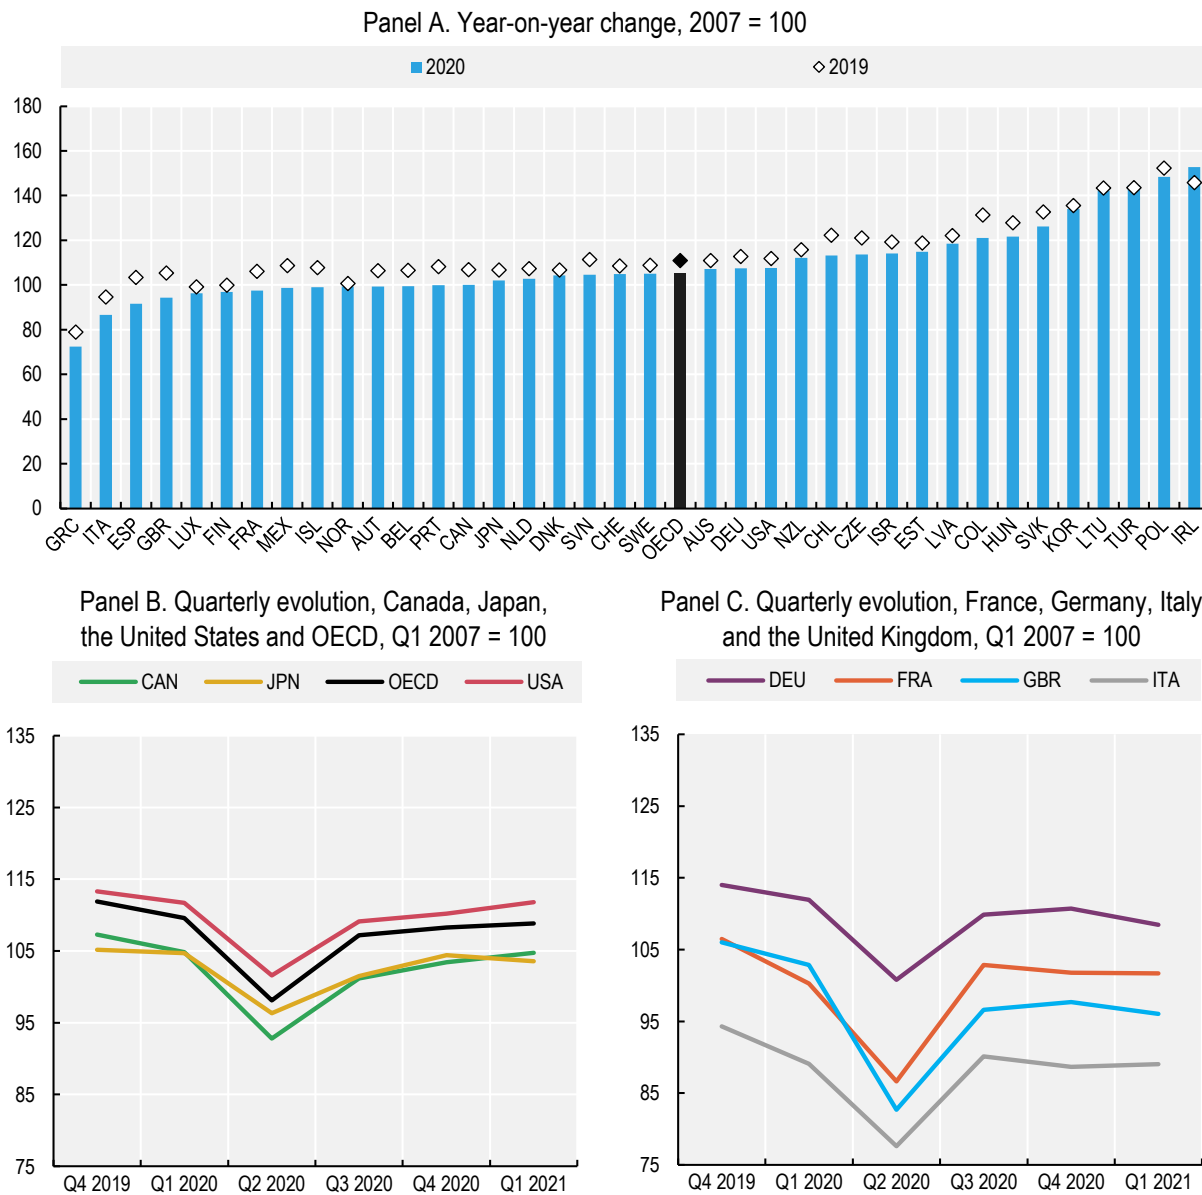 Panel A. Year-on-year change, 2007 = 100
2020 2019
180
160
140
120
100
80
60
40
20
0
GRC ITA ESP GBR LUX FIN FRA MEX ISL NOR AUT BEL PRT CAN JPN NLD DNK SVN CHE SWE OECD AUS DEU USA NZL CHL CZE ISR EST LVA COL HUN SVK KOR LTU TUR POL IRL
Panel B. Quarterly evolution, Canada, Japan,
the United States and OECD, Q1 2007 = 100
CAN JPN OECD USA
135
125
115
105
95
85
75
Q4 2019 Q1 2020 Q2 2020 Q3 2020 Q4 2020 Q1 2021
Panel C. Quarterly evolution, France, Germany, Italy
and the United Kingdom, Q1 2007 = 100
DEU FRA GBR ITA
135
125
115
105
95
85
75
Q4 2019 Q1 2020 Q2 2020 Q3 2020 Q4 2020 Q1 2021